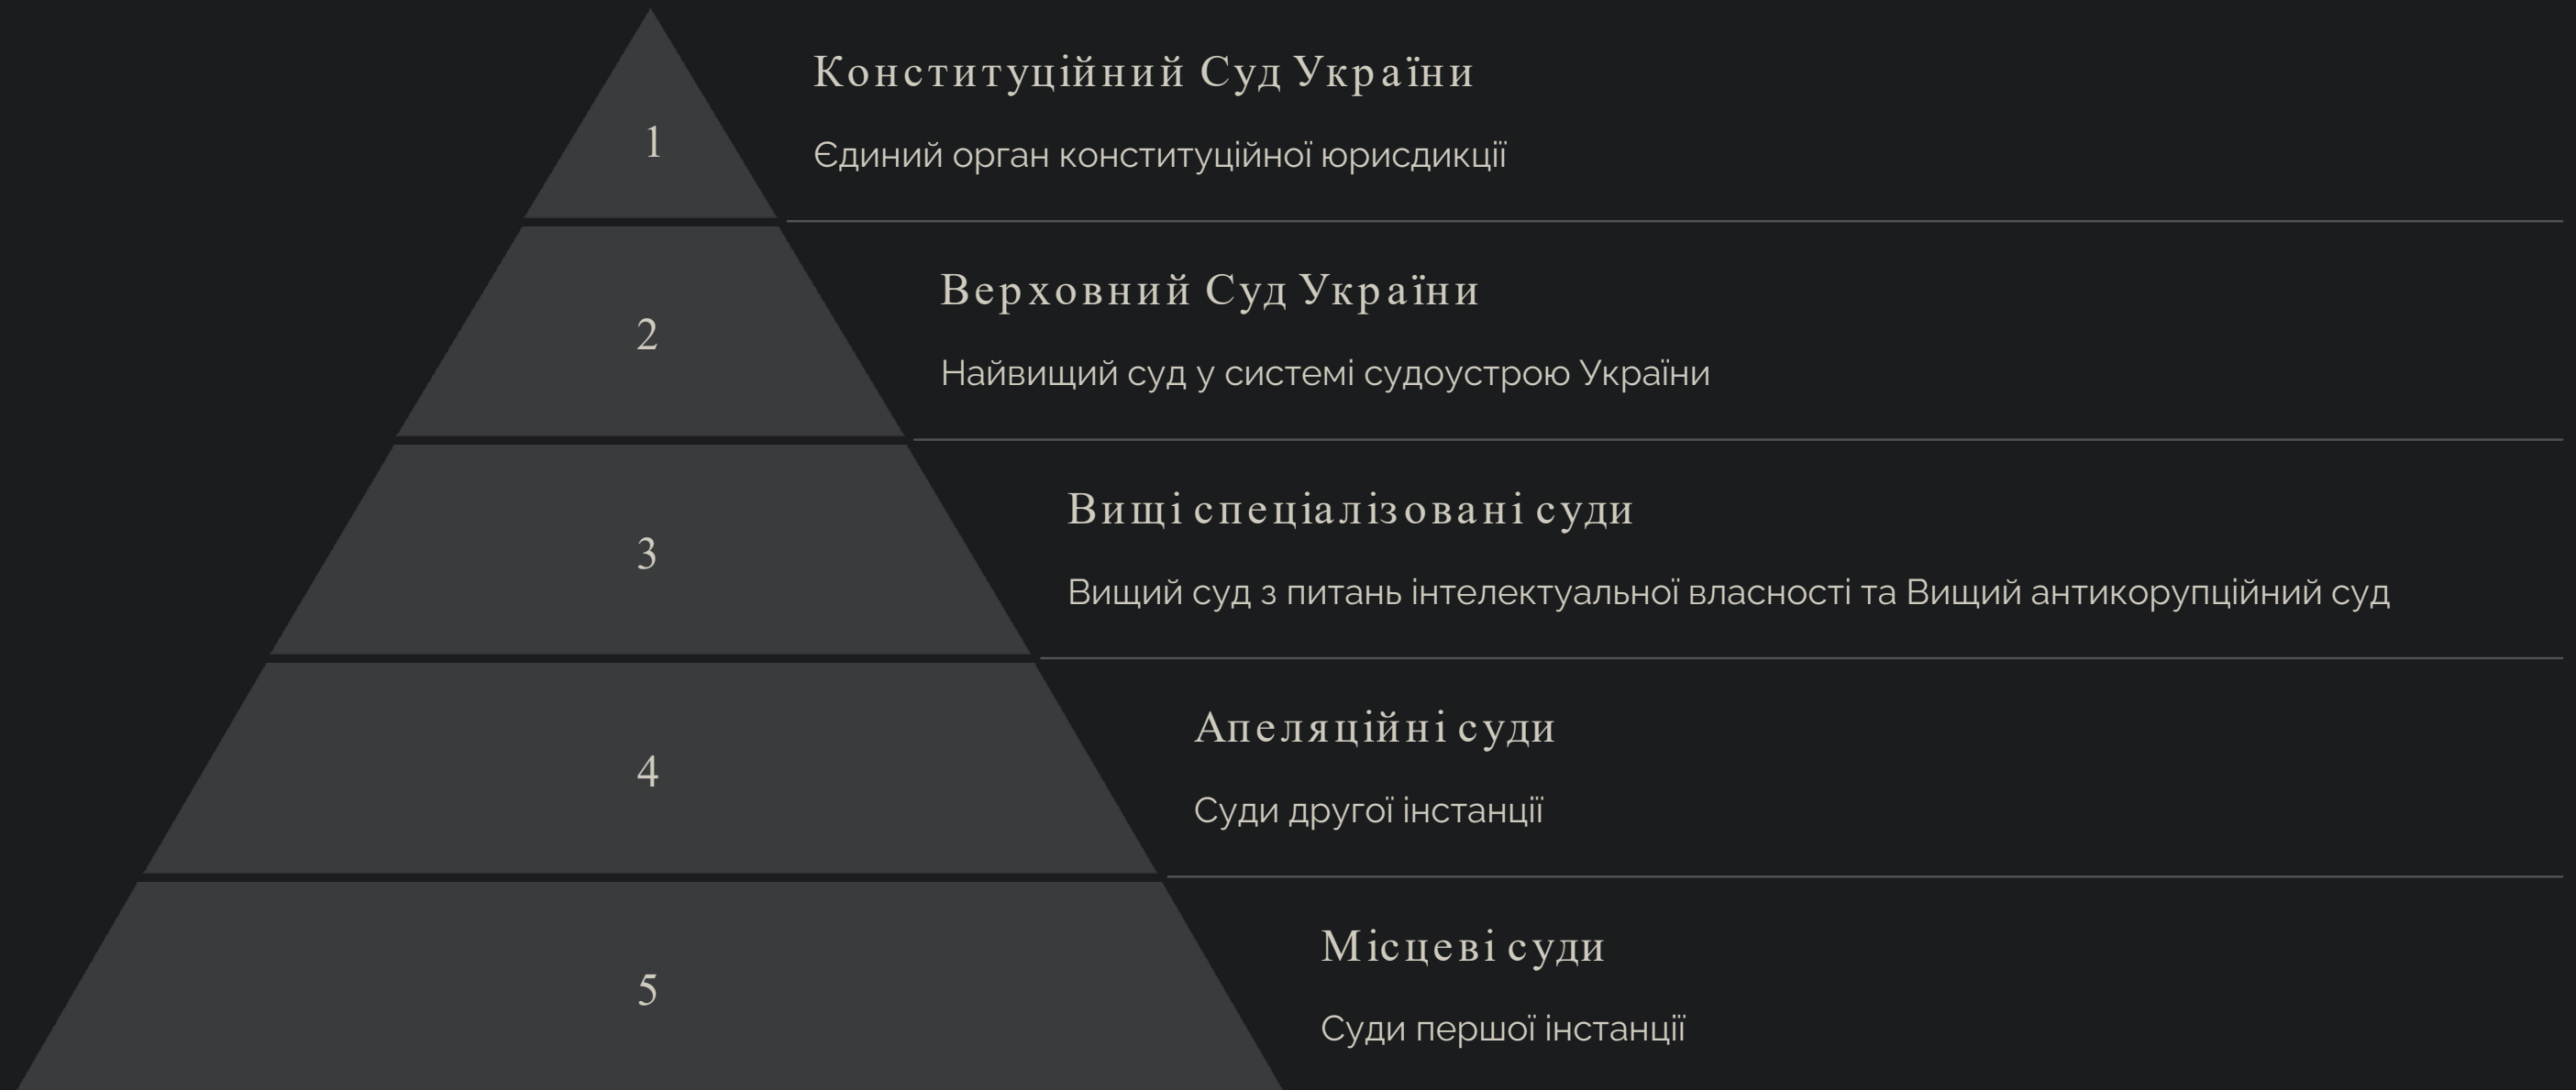 1
Конституційний Суд України
Єдиний орган конституційної юрисдикції
2
Верховний Суд України
Найвищий суд у системі судоустрою України
3
Вищі спеціалізовані суди
Вищий суд з питань інтелектуальної власності та Вищий антикорупційний суд
4
Апеляційні суди
Суди другої інстанції
5
Місцеві суди
Суди першої інстанції